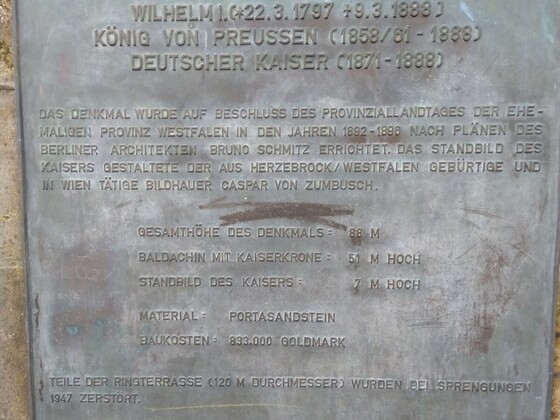 WILHELM I. (*22.3.1797 +9.3.1888)
KÖNIG VON PREUSSEN (1858/61 - 1888)
DEUTSCHER KAISER (1871 - 1888)
DAS DENKMAL WURDE AUF BESCHLUSS DES PROVINZIALLANDTAGES DER EHE-
MALIGEN PROVINZ WESTFALEN IN DEN JAHREN 1892-1896 NACH PLÄNEN DES
BERLINER ARCHITEKTEN BRUNO SCHMITZ ERRICHTET. DAS STANDBILD DES
KAISERS GESTALTETE DER AUS HERZEBROCK/WESTFALEN GEBÜRTIGE UND
IN WIEN TÄTIGE BILDHAUER CASPAR VON ZUMBUSCH.
GESAMTHÖHE DES DENKMALS: 88 M
BALDACHIN MIT KAISERKRONE: 51 M HOCH
STANDBILD DES KAISERS: 7 M HOCH
MATERIAL: PORTASANDSTEIN
BAUKOSTEN: 833.000 GOLDMARK
TEILE DER RINGTERRASSE (120 M DURCHMESSER) WURDEN BEI SPRENGUNGEN
1947 ZERSTÖRT.